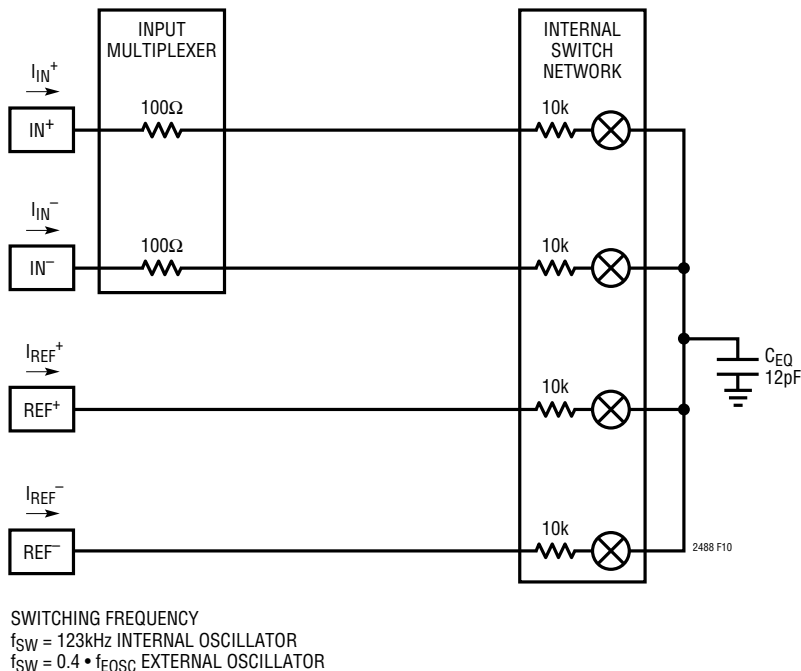 INPUT
MULTIPLEXER
INTERNAL
SWITCH
NETWORK
I_IN⁺
IN⁺
100Ω
10k
I_IN⁻
IN⁻
100Ω
10k
I_REF⁺
REF⁺
10k
C_EQ
12pF
I_REF⁻
REF⁻
10k
2488 F10
SWITCHING FREQUENCY
f_SW = 123kHz INTERNAL OSCILLATOR
f_SW = 0.4 • f_EOSC EXTERNAL OSCILLATOR